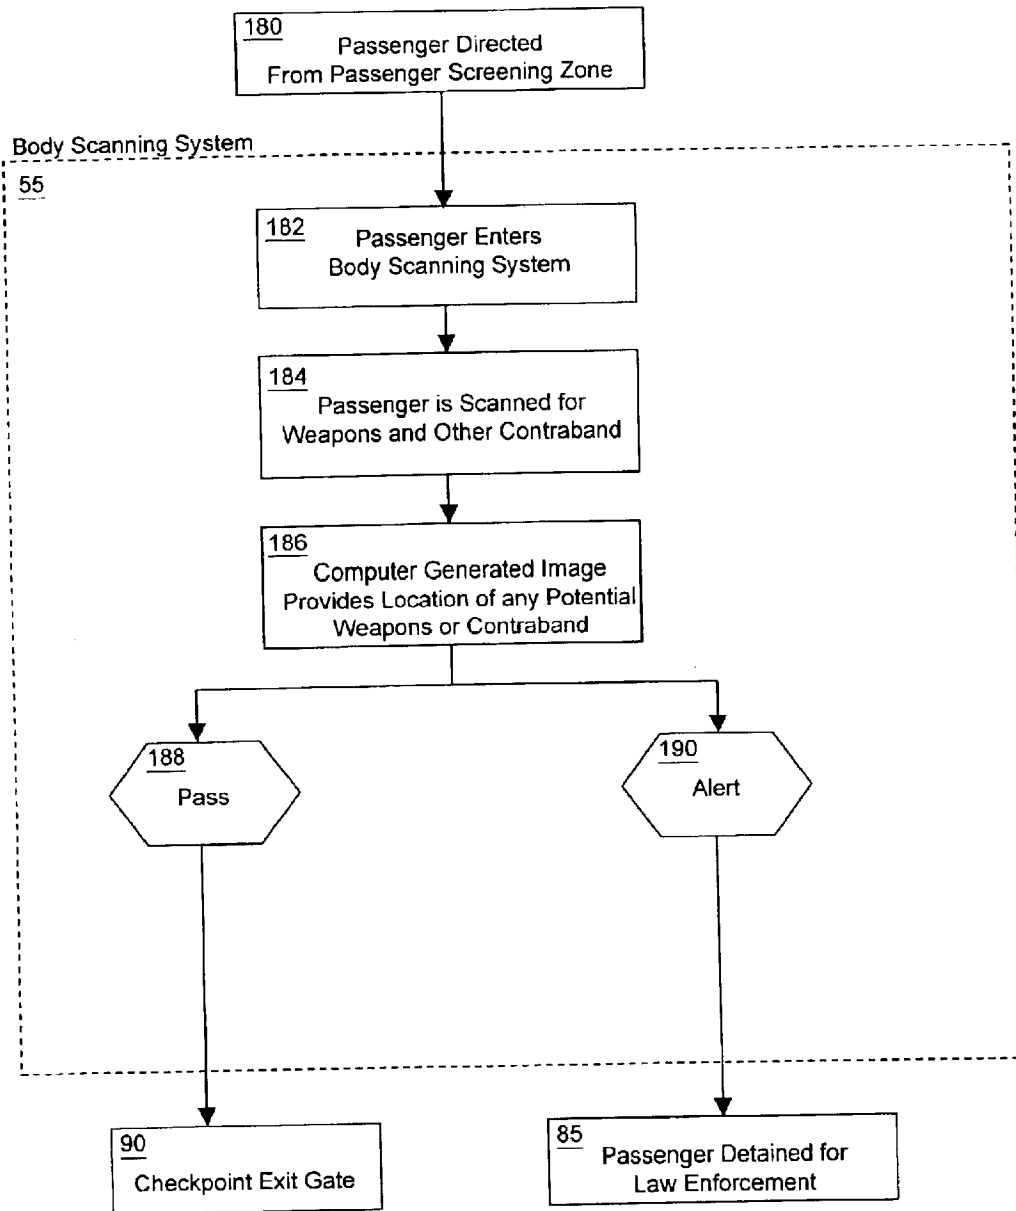 180
Passenger Directed
From Passenger Screening Zone
Body Scanning System
55
182
Passenger Enters
Body Scanning System
184
Passenger is Scanned for
Weapons and Other Contraband
186
Computer Generated Image
Provides Location of any Potential
Weapons or Contraband
188
Pass
190
Alert
90
Checkpoint Exit Gate
85
Passenger Detained for
Law Enforcement